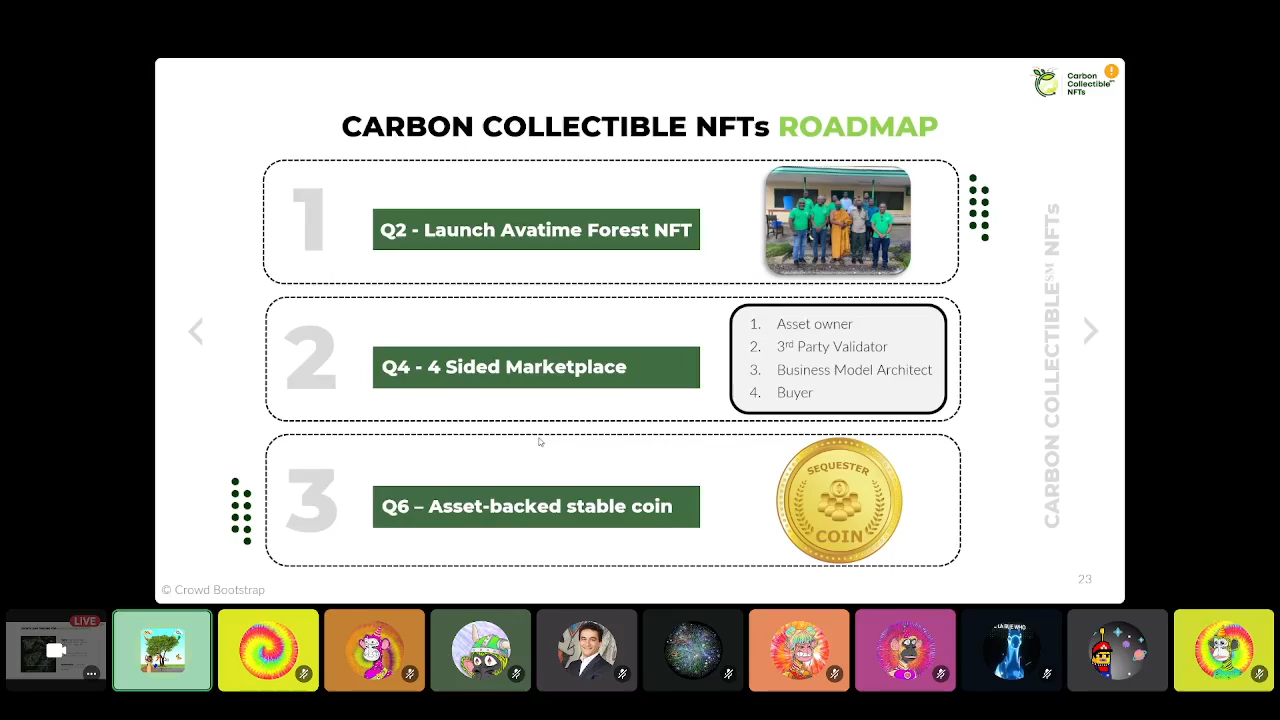 Carbon
Collectible℠
NFTs
CARBON COLLECTIBLE NFTs ROADMAP
1
Q2 - Launch Avatime Forest NFT
2
Q4 - 4 Sided Marketplace
1. Asset owner
2. 3rd Party Validator
3. Business Model Architect
4. Buyer
3
Q6 – Asset-backed stable coin
SEQUESTER
COIN
CARBON COLLECTIBLE℠ NFTs
© Crowd Bootstrap
23
LIVE